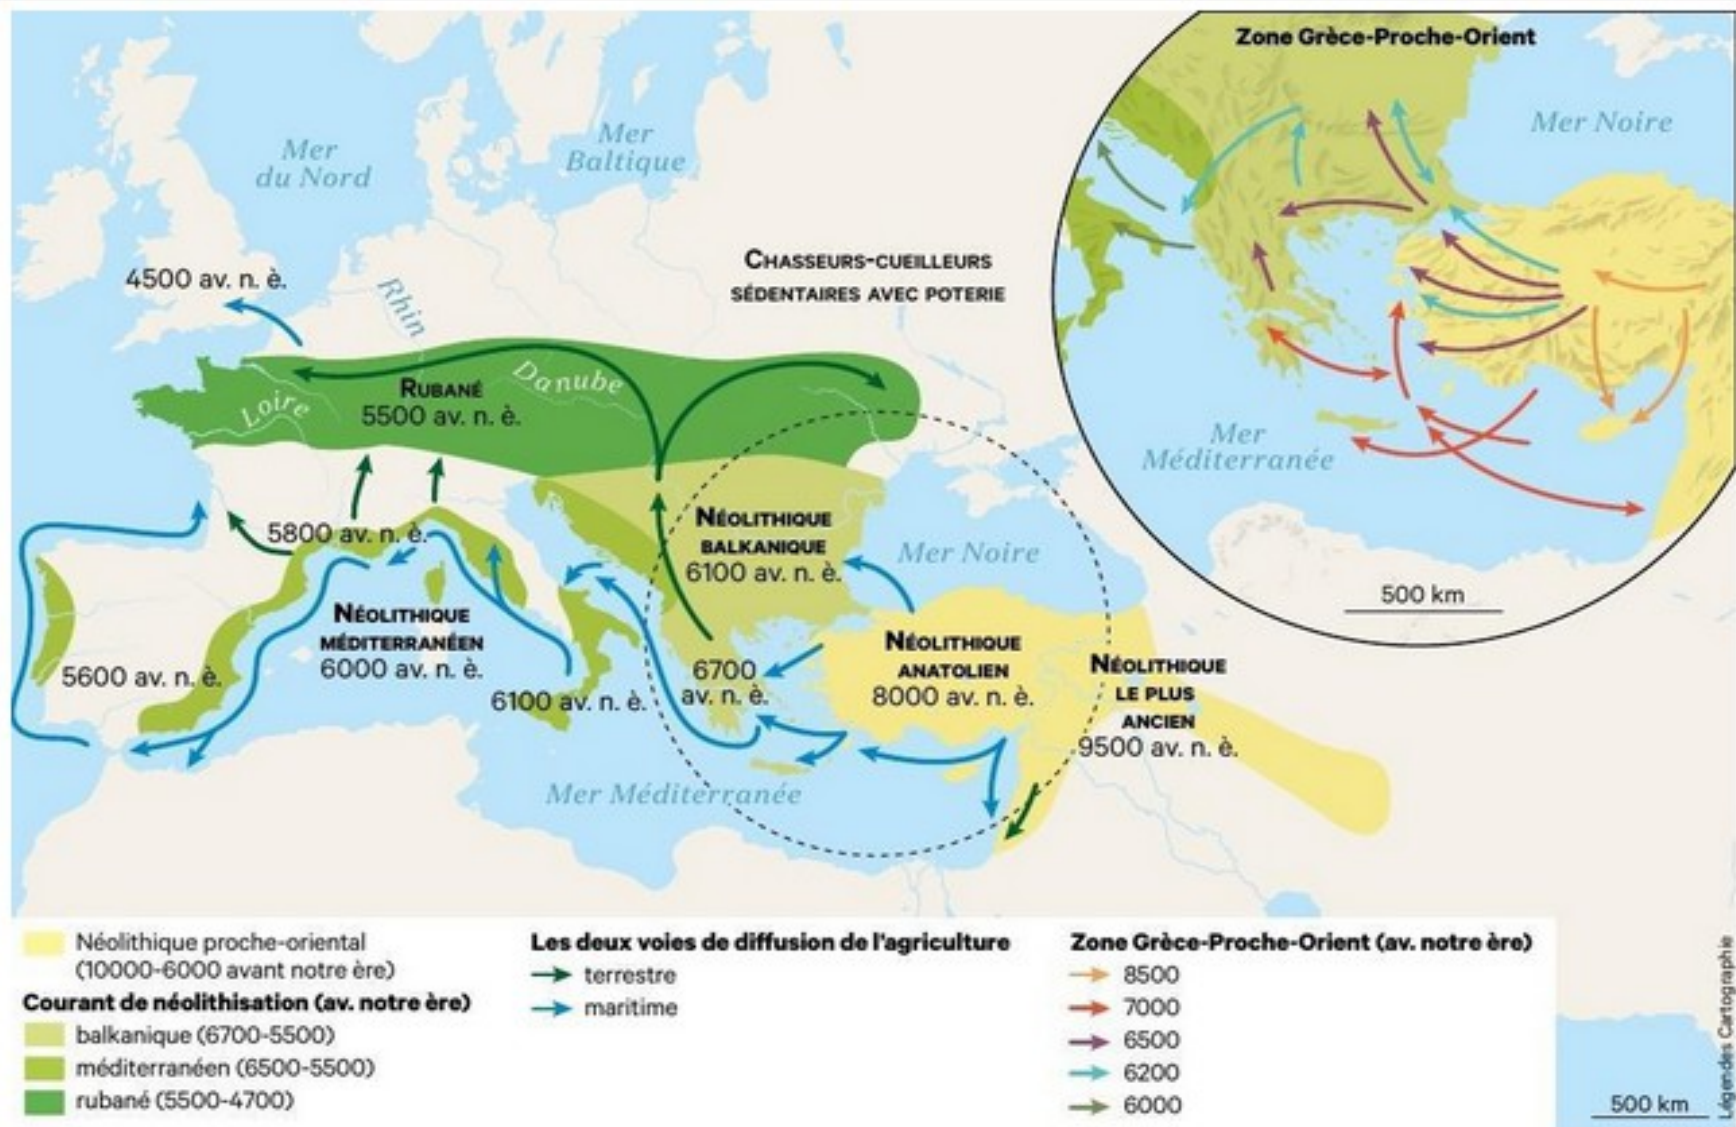 Zone Grèce-Proche-Orient
Mer Noire
Mer
Méditerranée
500 km
Mer
du Nord
Mer
Baltique
4500 av. n. è.
Rhin
CHASSEURS-CUEILLEURS
SÉDENTAIRES AVEC POTERIE
RUBANÉ
5500 av. n. è.
Loire
Danube
5800 av. n. è.
NÉOLITHIQUE
BALKANIQUE
6100 av. n. è.
Mer Noire
NÉOLITHIQUE
MÉDITERRANÉEN
6000 av. n. è.
5600 av. n. è.
6100 av. n. è.
6700
av. n. è.
NÉOLITHIQUE
ANATOLIEN
8000 av. n. è.
NÉOLITHIQUE
LE PLUS
ANCIEN
9500 av. n. è.
Mer Méditerranée
Néolithique proche-oriental
(10000-6000 avant notre ère)
Courant de néolithisation (av. notre ère)
balkanique (6700-5500)
méditerranéen (6500-5500)
rubané (5500-4700)
Les deux voies de diffusion de l'agriculture
terrestre
maritime
Zone Grèce-Proche-Orient (av. notre ère)
8500
7000
6500
6200
6000
500 km
Légendes Cartographie